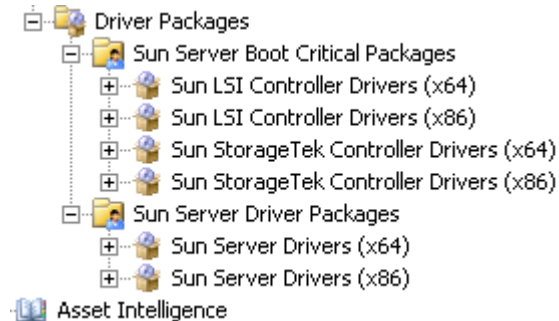 Driver Packages
Sun Server Boot Critical Packages
Sun LSI Controller Drivers (x64)
Sun LSI Controller Drivers (x86)
Sun StorageTek Controller Drivers (x64)
Sun StorageTek Controller Drivers (x86)
Sun Server Driver Packages
Sun Server Drivers (x64)
Sun Server Drivers (x86)
Asset Intelligence